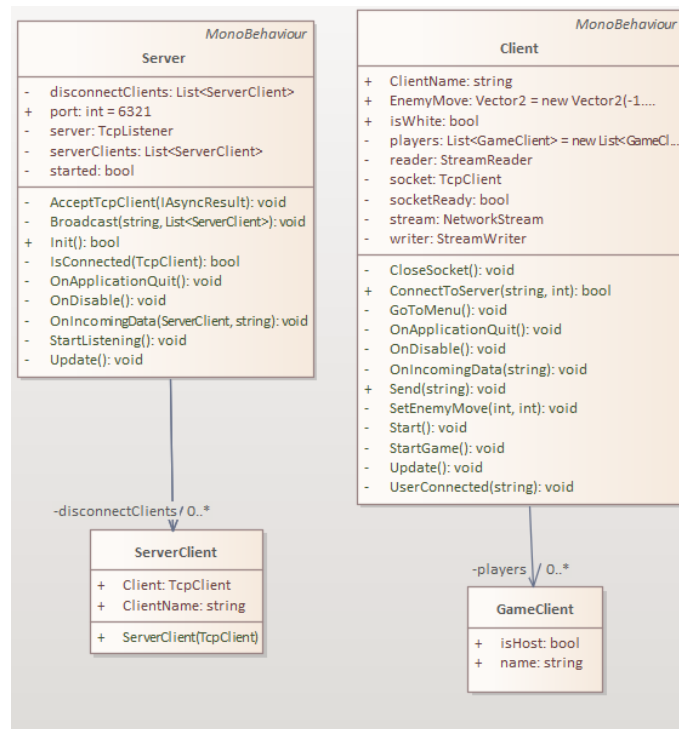 MonoBehaviour
Server
- disconnectClients: List<ServerClient>
+ port: int = 6321
- server: TcpListener
- serverClients: List<ServerClient>
- started: bool
- AcceptTcpClient(IAsyncResult): void
- Broadcast(string, List<ServerClient>): void
+ Init(): bool
- IsConnected(TcpClient): bool
- OnApplicationQuit(): void
- OnDisable(): void
- OnIncomingData(ServerClient, string): void
- StartListening(): void
- Update(): void
-disconnectClients 0..*
ServerClient
+ Client: TcpClient
+ ClientName: string
+ ServerClient(TcpClient)
MonoBehaviour
Client
+ ClientName: string
+ EnemyMove: Vector2 = new Vector2(-1....
+ isWhite: bool
- players: List<GameClient> = new List<GameCl...
- reader: StreamReader
- socket: TcpClient
- socketReady: bool
- stream: NetworkStream
- writer: StreamWriter
- CloseSocket(): void
+ ConnectToServer(string, int): bool
- GoToMenu(): void
- OnApplicationQuit(): void
- OnDisable(): void
- OnIncomingData(string): void
+ Send(string): void
- SetEnemyMove(int, int): void
- Start(): void
- StartGame(): void
- Update(): void
- UserConnected(string): void
-players 0..*
GameClient
+ isHost: bool
+ name: string